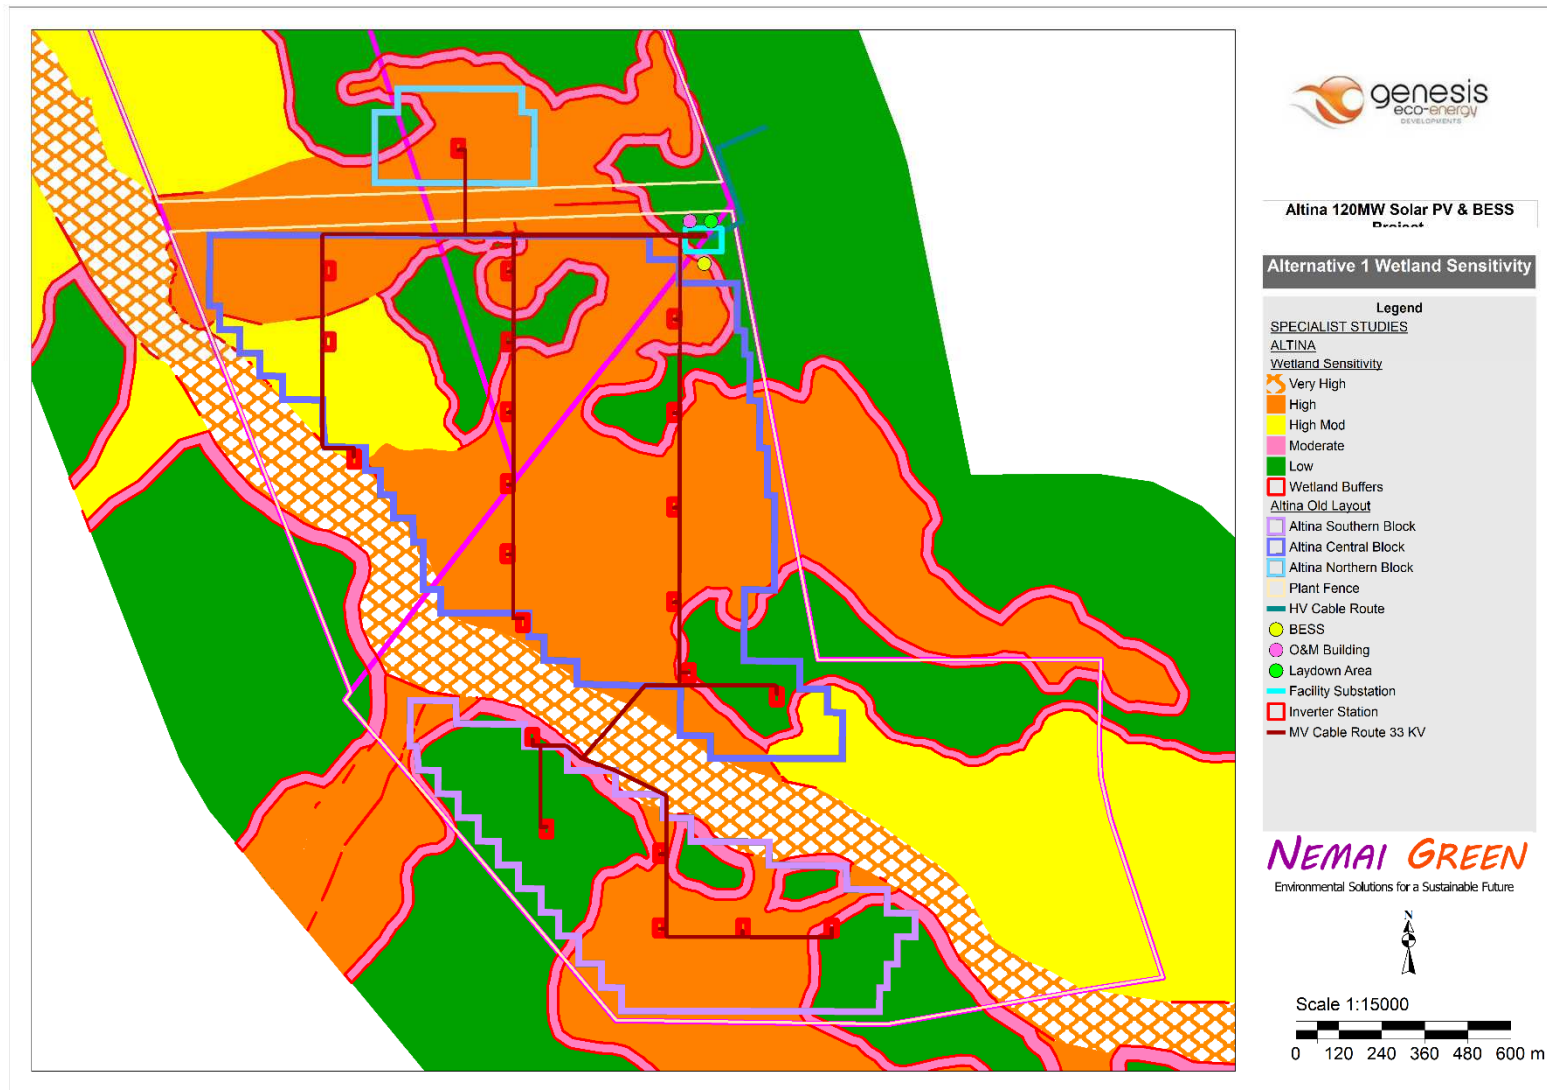 genesis
eco-energy
DEVELOPMENTS
Altina 120MW Solar PV & BESS
Project
Alternative 1 Wetland Sensitivity
Legend
SPECIALIST STUDIES
ALTINA
Wetland Sensitivity
Very High
High
High Mod
Moderate
Low
Wetland Buffers
Altina Old Layout
Altina Southern Block
Altina Central Block
Altina Northern Block
Plant Fence
HV Cable Route
BESS
O&M Building
Laydown Area
Facility Substation
Inverter Station
MV Cable Route 33 KV
NEMAI GREEN
Environmental Solutions for a Sustainable Future
N
Scale 1:15000
0 120 240 360 480 600 m